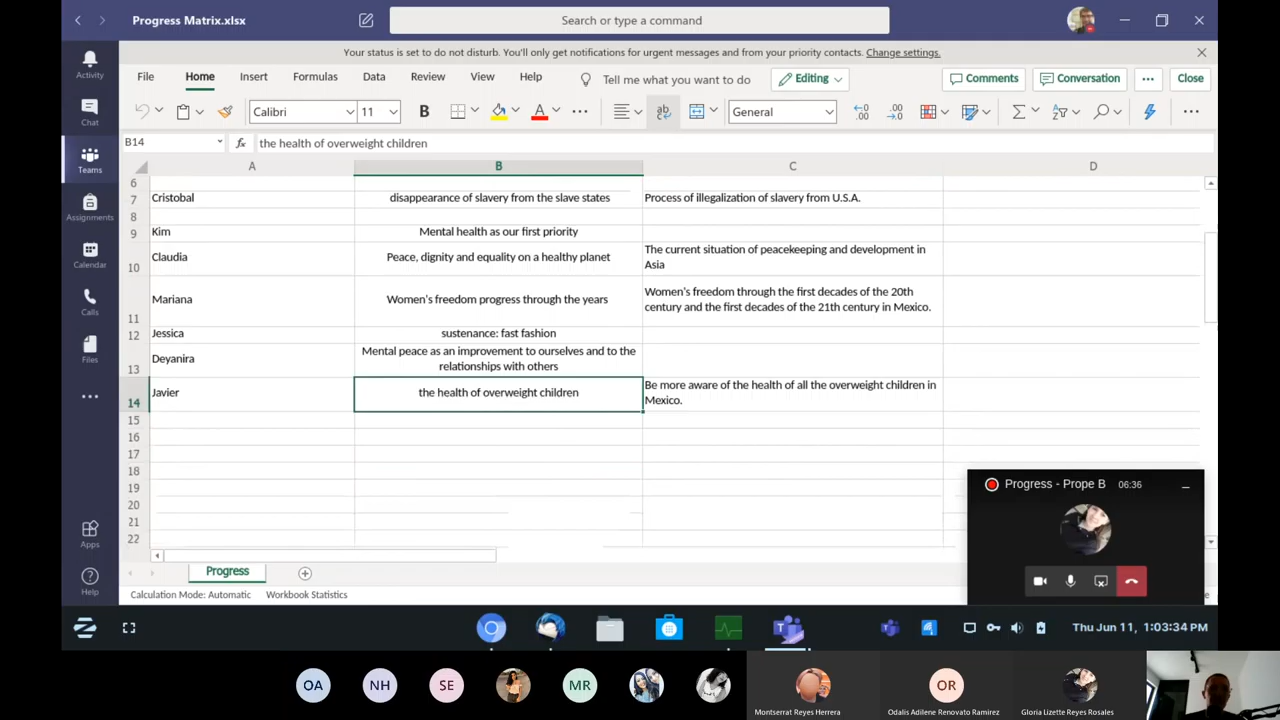 Progress Matrix.xlsx
Search or type a command
Your status is set to do not disturb. You'll only get notifications for urgent messages and from your priority contacts. Change settings.
File Home Insert Formulas Data Review View Help Tell me what you want to do Editing Comments Conversation ... Close
Calibri 11 B A ... ab General .00 .00 ...
B14 fx the health of overweight children
A B C D
6
7 Cristobal disappearance of slavery from the slave states Process of illegalization of slavery from U.S.A.
8
9 Kim Mental health as our first priority
10 Claudia Peace, dignity and equality on a healthy planet The current situation of peacekeeping and development in
Asia
11 Mariana Women's freedom progress through the years Women's freedom through the first decades of the 20th
century and the first decades of the 21th century in Mexico.
12 Jessica sustenance: fast fashion
13 Deyanira Mental peace as an improvement to ourselves and to the
relationships with others
14 Javier the health of overweight children Be more aware of the health of all the overweight children in
Mexico.
15
16
17
18
19
20
21
22
Activity
Chat
Teams
Assignments
Calendar
Calls
Files
Apps
Help
Progress - Prope B 06:36
Progress
Calculation Mode: Automatic Workbook Statistics
Thu Jun 11, 1:03:34 PM
OA NH SE MR OR
Montserrat Reyes Herrera Odalis Adilene Renovato Ramirez Gloria Lizette Reyes Rosales